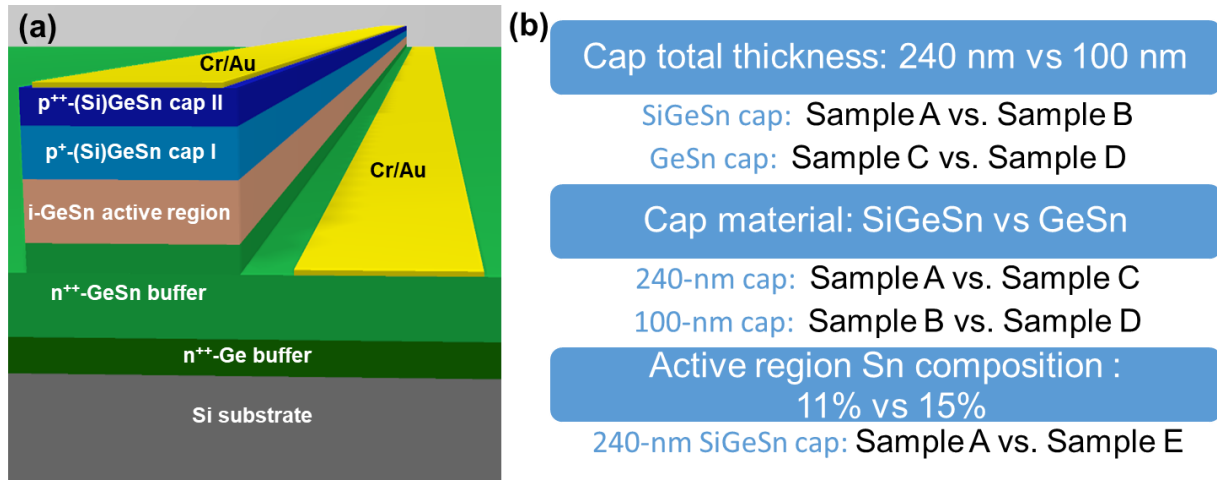 (a)
Cr/Au
p++-(Si)GeSn cap II
p+-(Si)GeSn cap I
Cr/Au
i-GeSn active region
n++-GeSn buffer
n++-Ge buffer
Si substrate
(b)
Cap total thickness: 240 nm vs 100 nm
SiGeSn cap: Sample A vs. Sample B
GeSn cap: Sample C vs. Sample D
Cap material: SiGeSn vs GeSn
240-nm cap: Sample A vs. Sample C
100-nm cap: Sample B vs. Sample D
Active region Sn composition :
11% vs 15%
240-nm SiGeSn cap: Sample A vs. Sample E